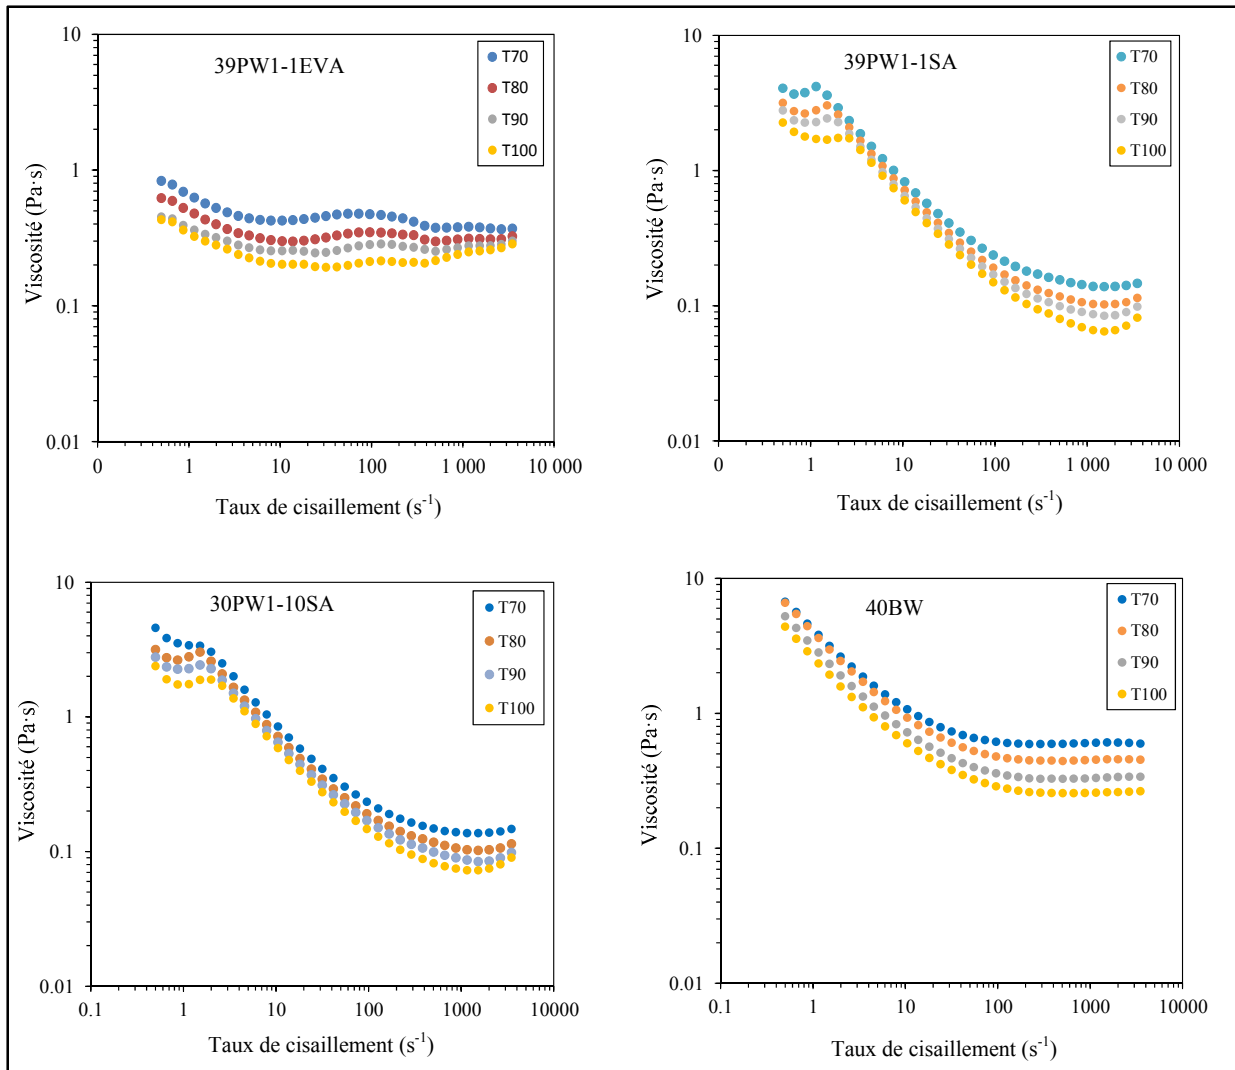 39PW1-1EVA
T70
T80
T90
T100
10
1
0.1
0.01
0
1
10
100
1 000
10 000
Viscosité (Pa·s)
Taux de cisaillement (s⁻¹)
39PW1-1SA
T70
T80
T90
T100
10
1
0.1
0.01
0
1
10
100
1 000
10 000
Viscosité (Pa·s)
Taux de cisaillement (s⁻¹)
30PW1-10SA
T70
T80
T90
T100
10
1
0.1
0.01
0.1
1
10
100
1000
10000
Viscosité (Pa·s)
Taux de cisaillement (s⁻¹)
40BW
T70
T80
T90
T100
10
1
0.1
0.01
0.1
1
10
100
1000
10000
Viscosité (Pa·s)
Taux de cisaillement (s⁻¹)